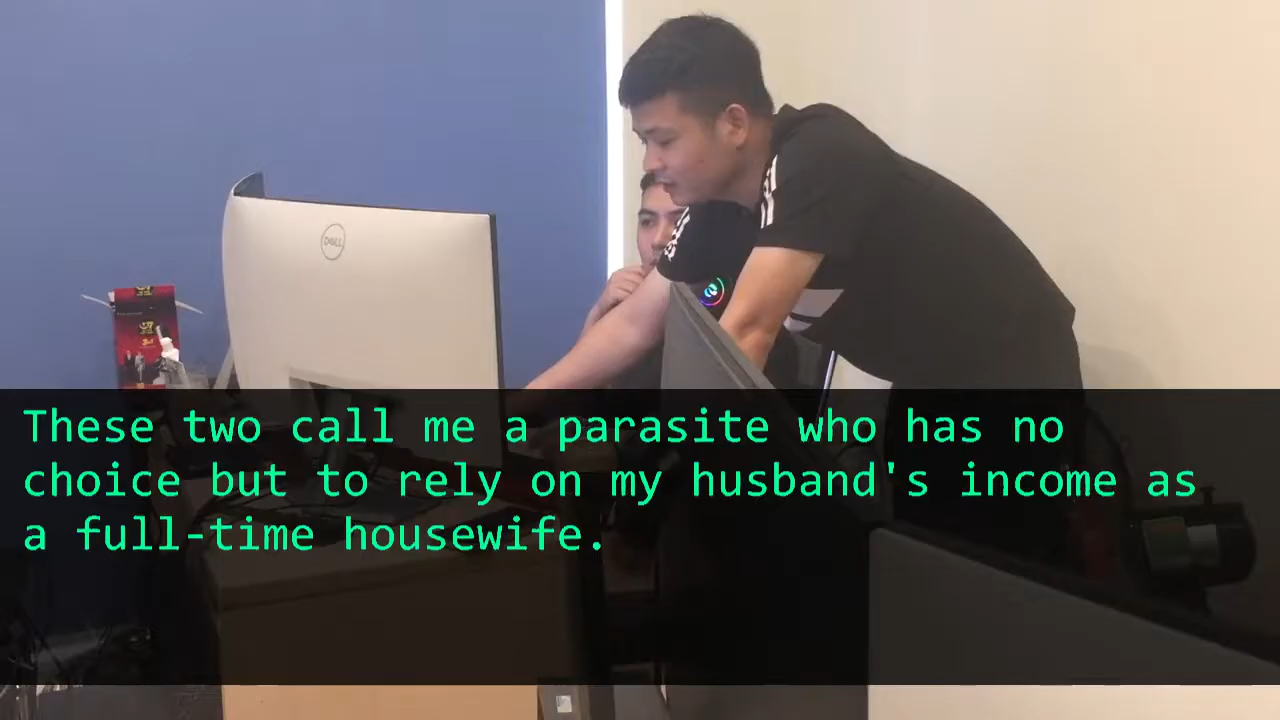 DELL
G7
These two call me a parasite who has no
choice but to rely on my husband's income as
a full-time housewife.